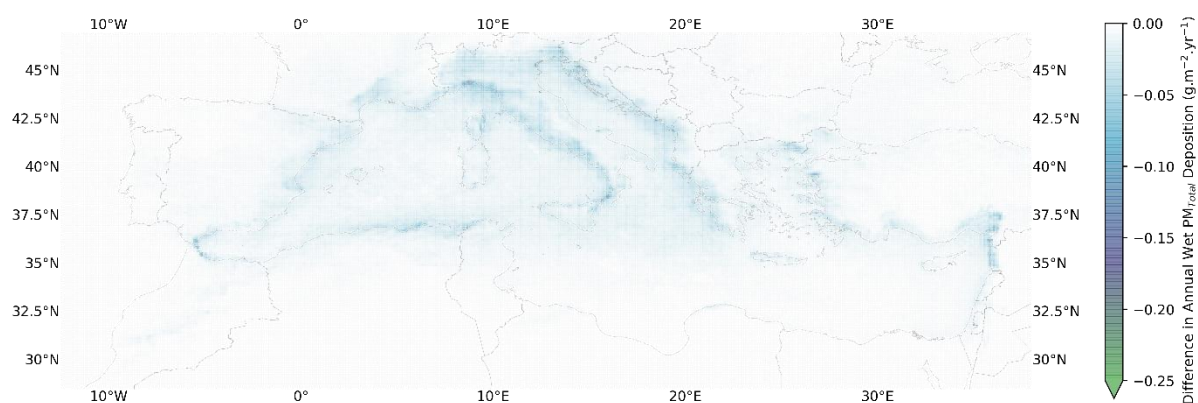 10°W 0° 10°E 20°E 30°E
45°N 45°N
42.5°N 42.5°N
40°N 40°N
37.5°N 37.5°N
35°N 35°N
32.5°N 32.5°N
30°N 30°N
10°W 0° 10°E 20°E 30°E
0.00
−0.05
−0.10
−0.15
−0.20
−0.25
Difference in Annual Wet PM_Total Deposition (g.m⁻².yr⁻¹)